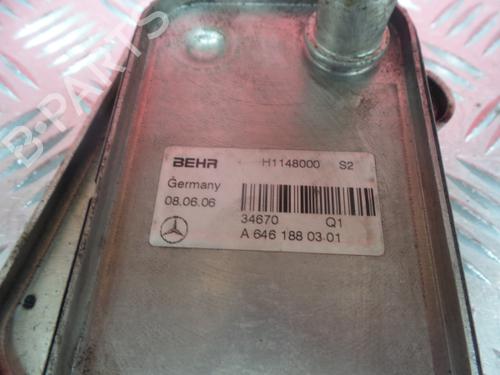 B-PARTS
BEHR H1148000 S2
Germany
08.06.06
34670 Q1
A 646 188 03 01